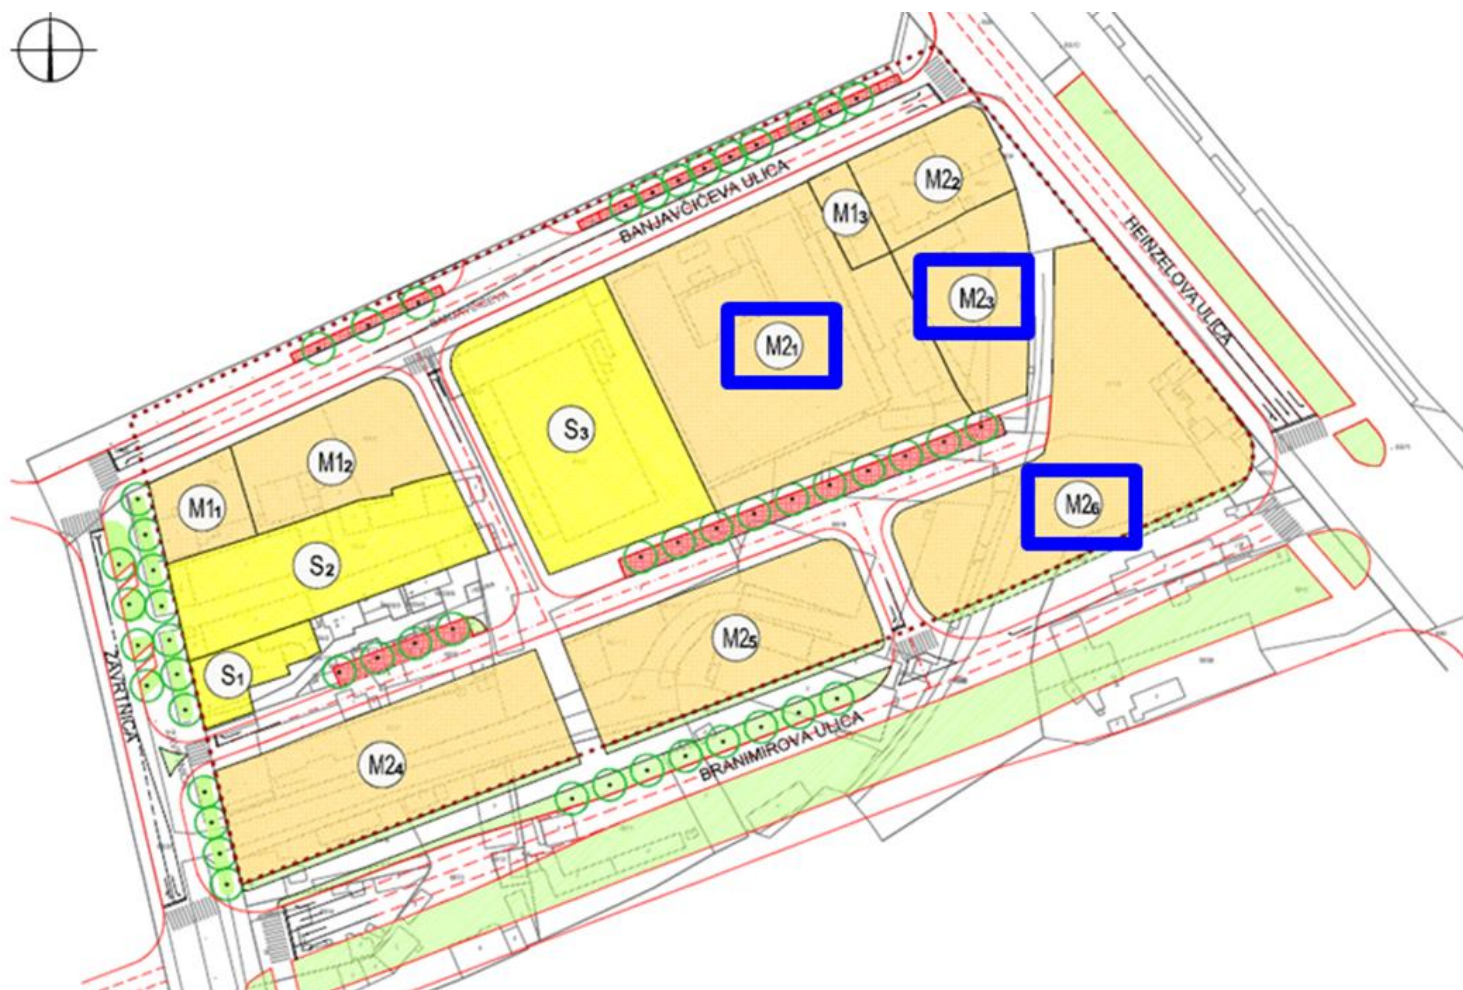 BANJAVČIĆEVA ULICA
M2₂
M1₃
HEINZELOVA ULICA
M2₃
BANJAVČIĆEVA
M2₁
S₃
M1₂
M1₁
M2₆
S₂
M2₅
S₁
ZAVRTNICA
M2₄
BRANIMIROVA ULICA